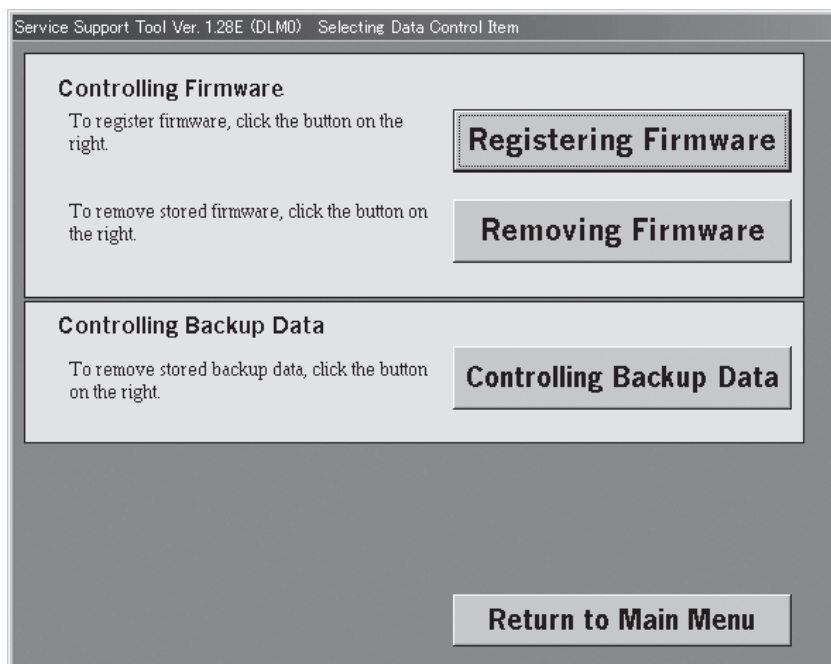 Service Support Tool Ver. 1.28E (DLM0)   Selecting Data Control Item
Controlling Firmware
To register firmware, click the button on the
right.
Registering Firmware
To remove stored firmware, click the button on
the right.
Removing Firmware
Controlling Backup Data
To remove stored backup data, click the button
on the right.
Controlling Backup Data
Return to Main Menu